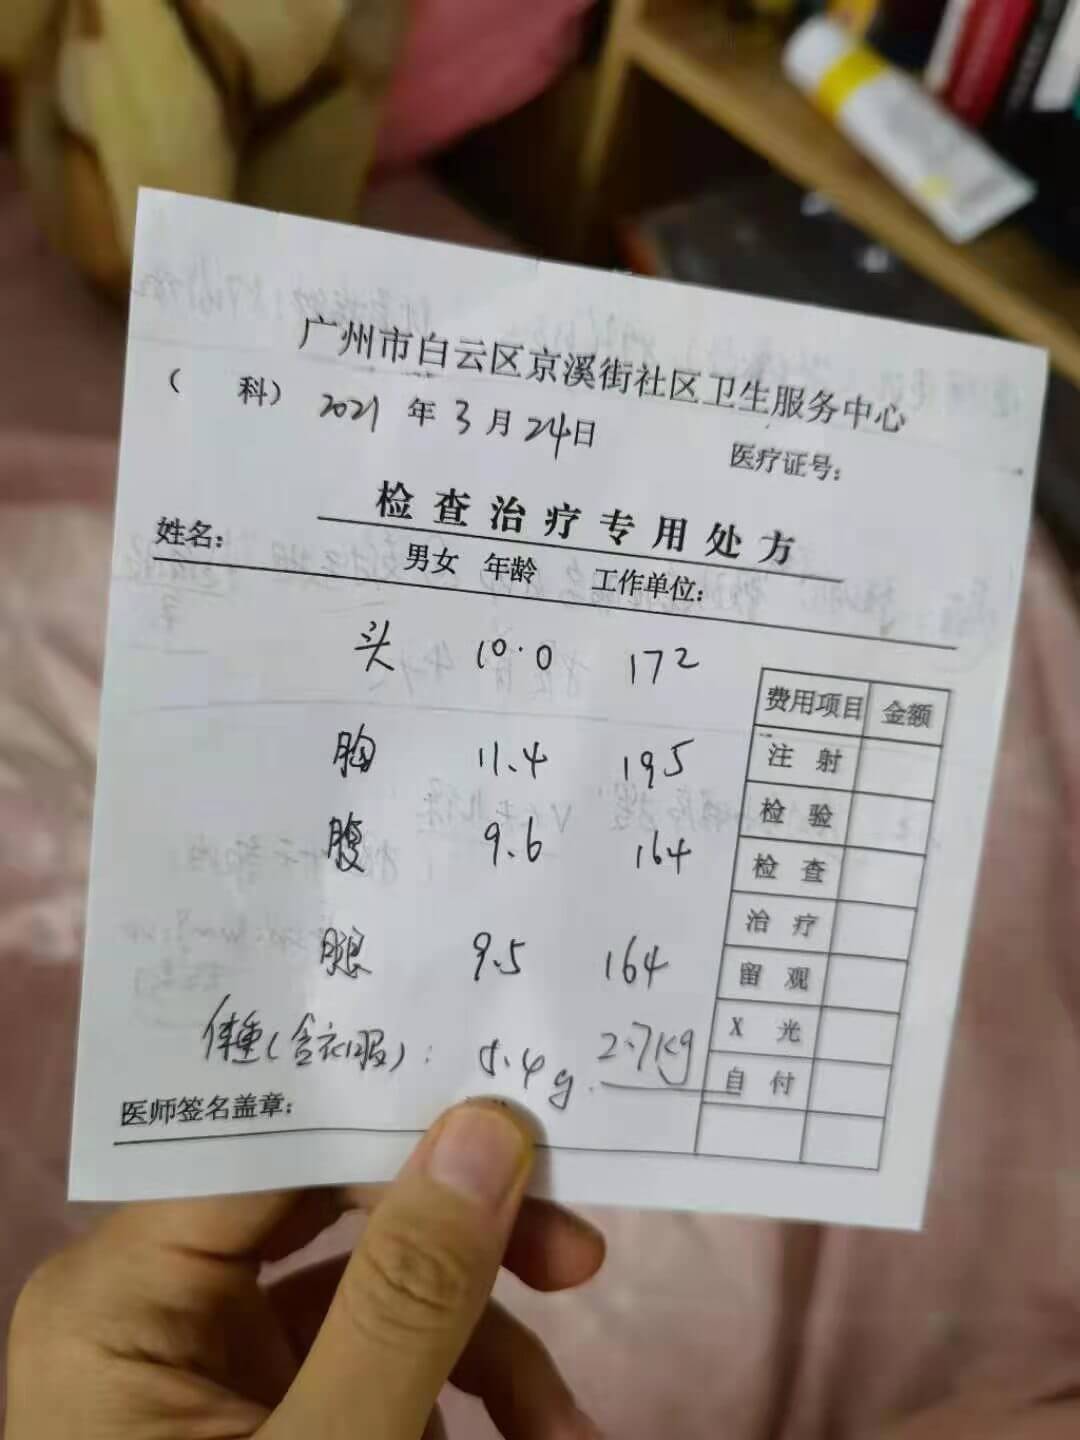 广州市白云区京溪街社区卫生服务中心
( 科) 2021 年 3 月 24日
医疗证号:
检查治疗专用处方
姓名: 男女 年龄 工作单位:
头 10.0 172
胸 11.4 195
腹 9.6 164
腿 9.5 164
体重(含衣服): 5.4g. 2.7kg
费用项目 金额
注射
检验
检查
治疗
留观
X光
自付
医师签名盖章: